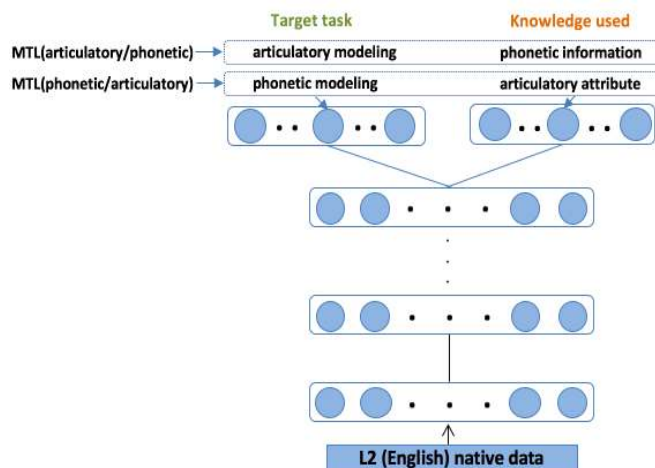 Target task Knowledge used
MTL(articulatory/phonetic) articulatory modeling phonetic information
MTL(phonetic/articulatory) phonetic modeling articulatory attribute
L2 (English) native data